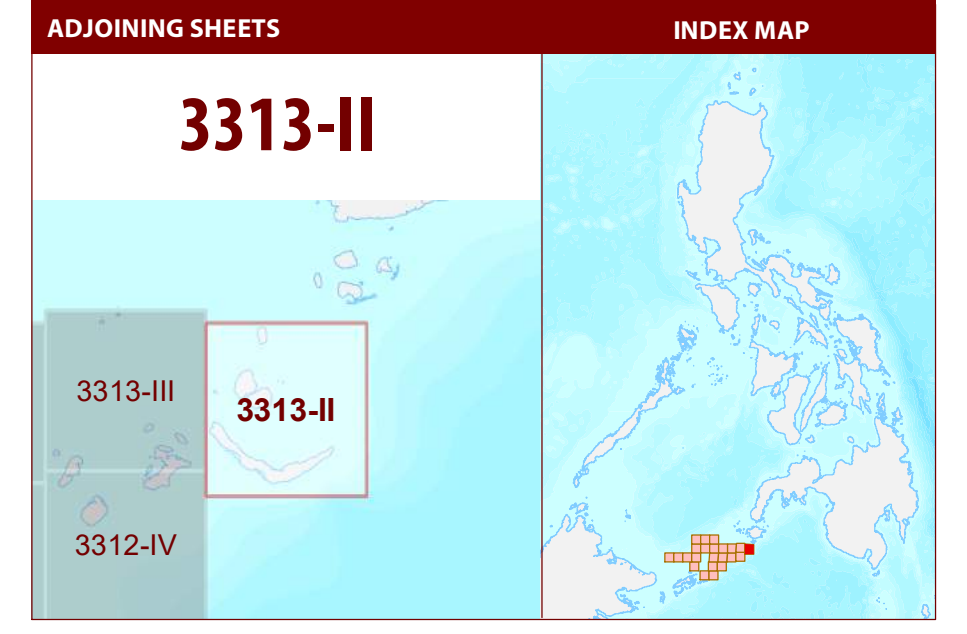 ADJOINING SHEETS
INDEX MAP
3313-II
3313-III
3313-II
3312-IV